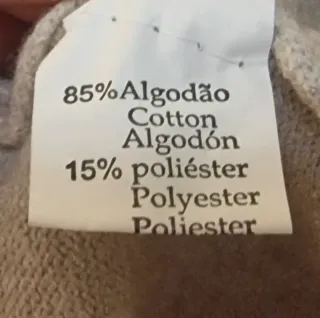 85% Algodão
Cotton
Algodón
15% poliéster
Polyester
Poliester